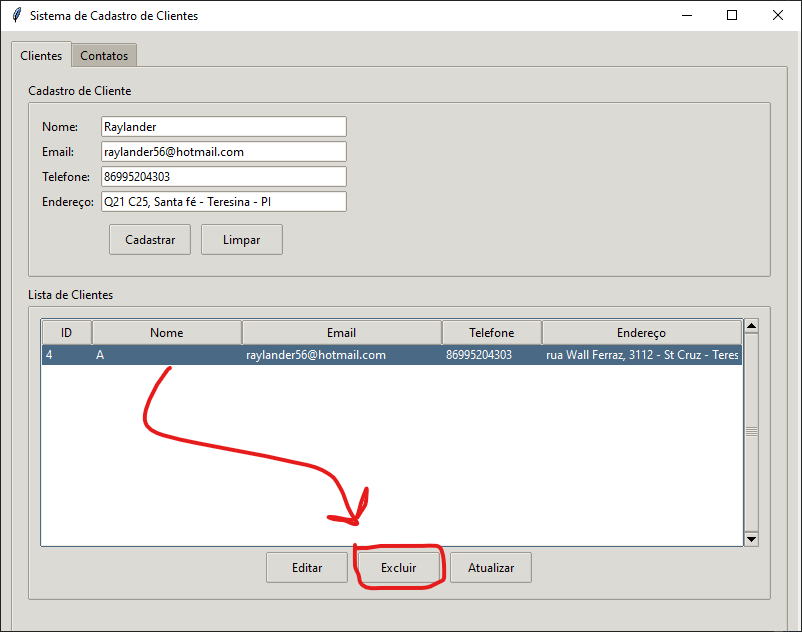 Sistema de Cadastro de Clientes
Clientes Contatos
Cadastro de Cliente
Nome: Raylander
Email: raylander56@hotmail.com
Telefone: 86995204303
Endereço: Q21 C25, Santa fé - Teresina - PI
Cadastrar Limpar
Lista de Clientes
ID Nome Email Telefone Endereço
4 A raylander56@hotmail.com 86995204303 rua Wall Ferraz, 3112 - St Cruz - Teres
Editar Excluir Atualizar